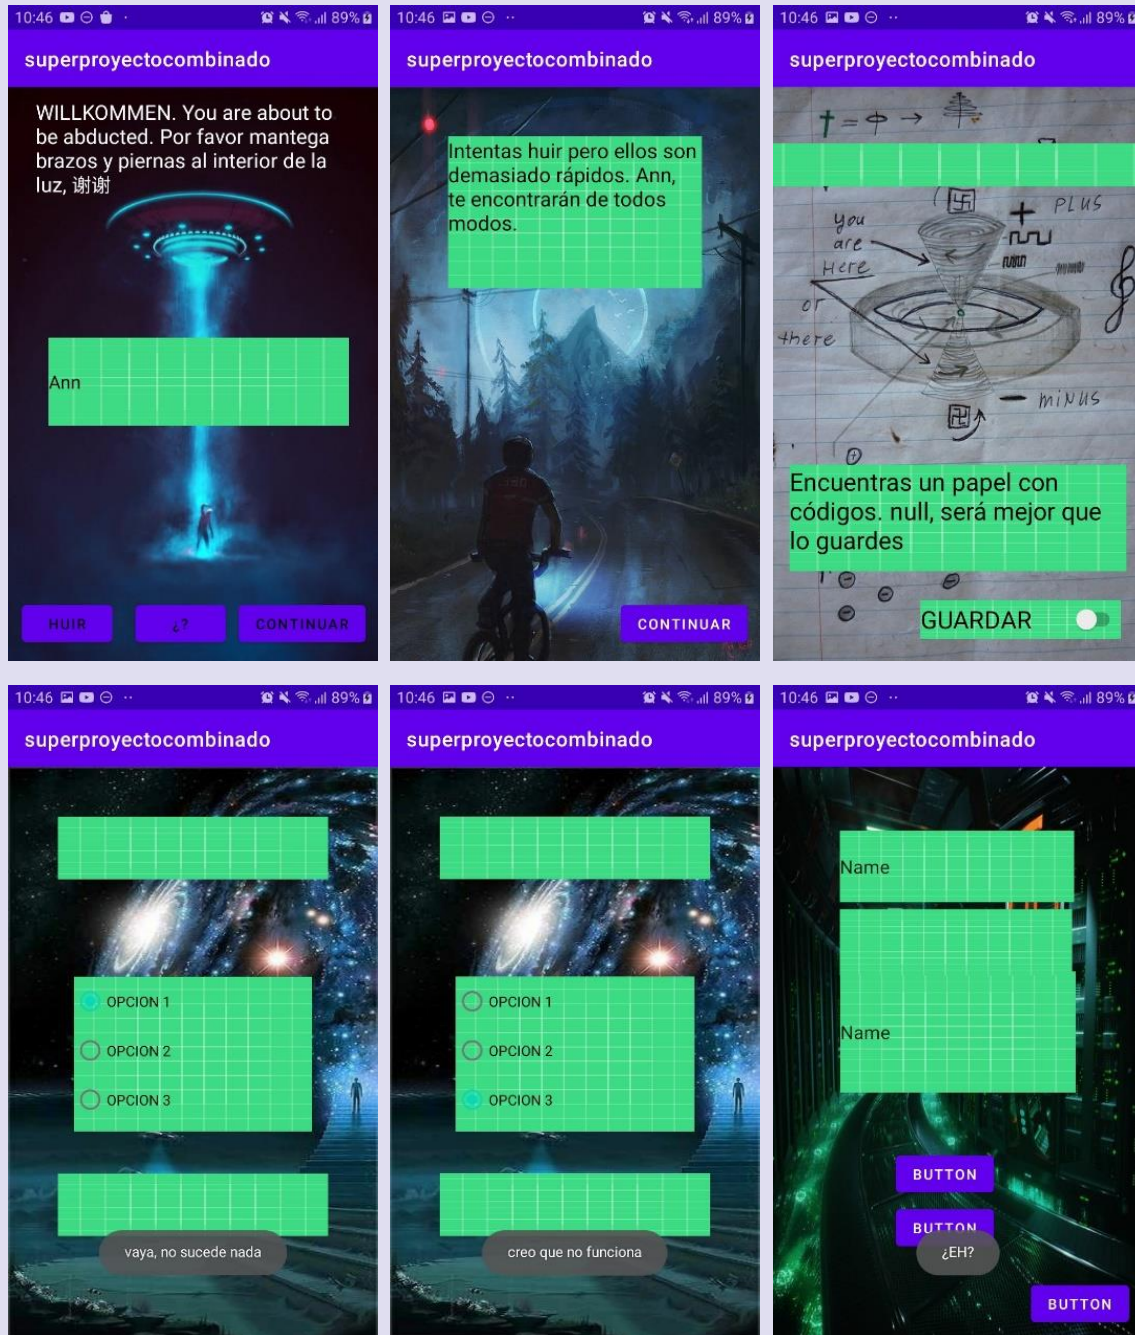 10:46
89%
superproyectocombinado
WILLKOMMEN. You are about to
be abducted. Por favor mantega
brazos y piernas al interior de la
luz, 谢谢
Ann
HUIR
¿?
CONTINUAR
10:46
89%
superproyectocombinado
Intentas huir pero ellos son
demasiado rápidos. Ann,
te encontrarán de todos
modos.
CONTINUAR
10:46
89%
superproyectocombinado
PLUS
you
are
Here
or
there
MINUS
Encuentras un papel con
códigos. null, será mejor que
lo guardes
GUARDAR
10:46
89%
superproyectocombinado
OPCION 1
OPCION 2
OPCION 3
vaya, no sucede nada
10:46
89%
superproyectocombinado
OPCION 1
OPCION 2
OPCION 3
creo que no funciona
10:46
89%
superproyectocombinado
Name
Name
BUTTON
BUTTON
¿EH?
BUTTON